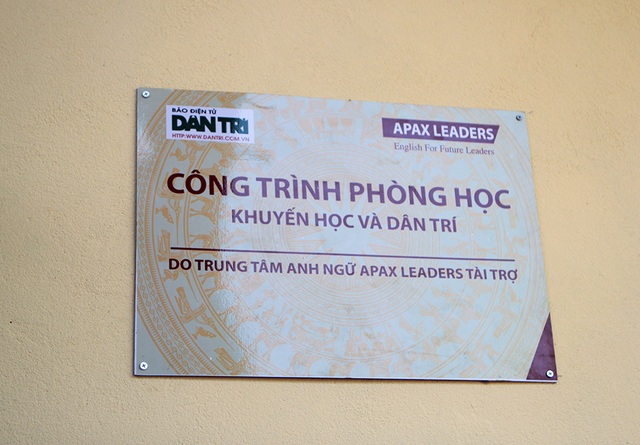 BÁO ĐIỆN TỬ
DÂN TRÍ
HTTP:WWW.DANTRI.COM.VN
APAX LEADERS
English For Future Leaders
CÔNG TRÌNH PHÒNG HỌC
KHUYẾN HỌC VÀ DÂN TRÍ
DO TRUNG TÂM ANH NGỮ APAX LEADERS TÀI TRỢ